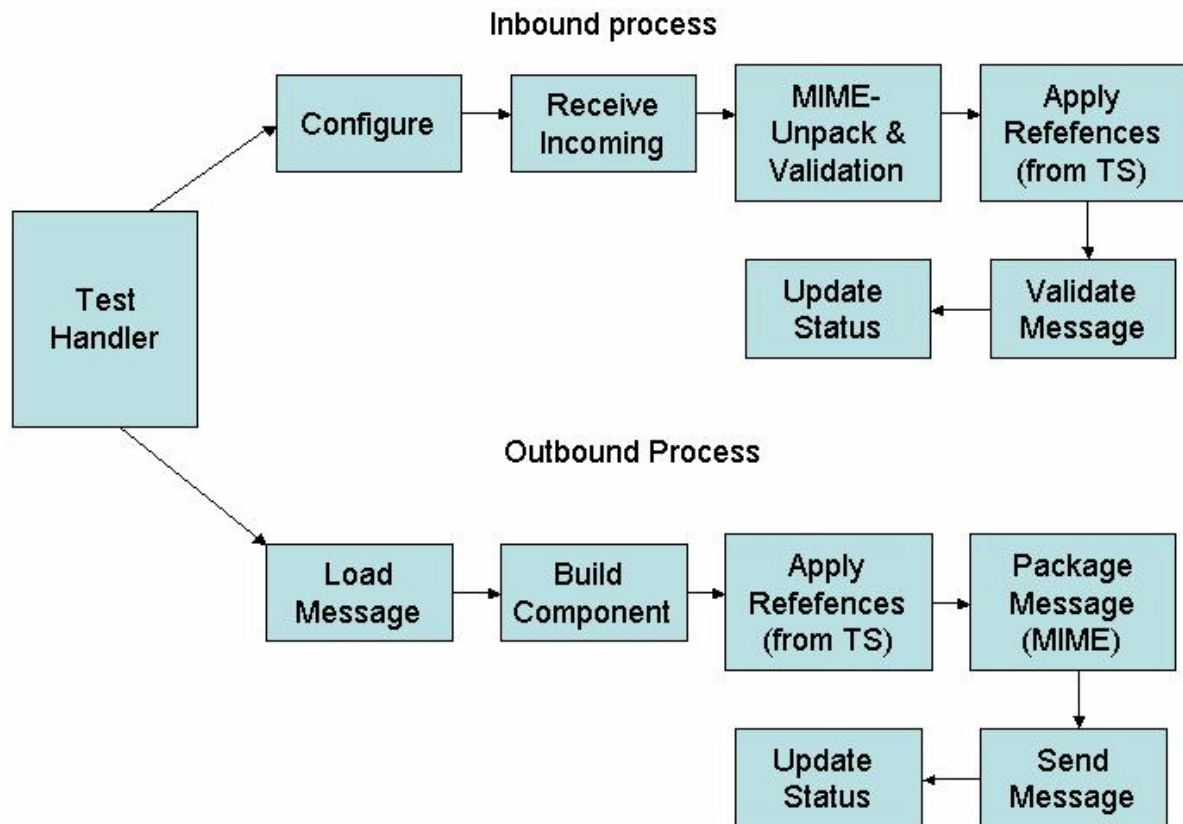 Inbound process
Configure
Receive
Incoming
MIME-
Unpack &
Validation
Apply
Refefences
(from TS)
Test
Handler
Update
Status
Validate
Message
Outbound Process
Load
Message
Build
Component
Apply
Refefences
(from TS)
Package
Message
(MIME)
Update
Status
Send
Message